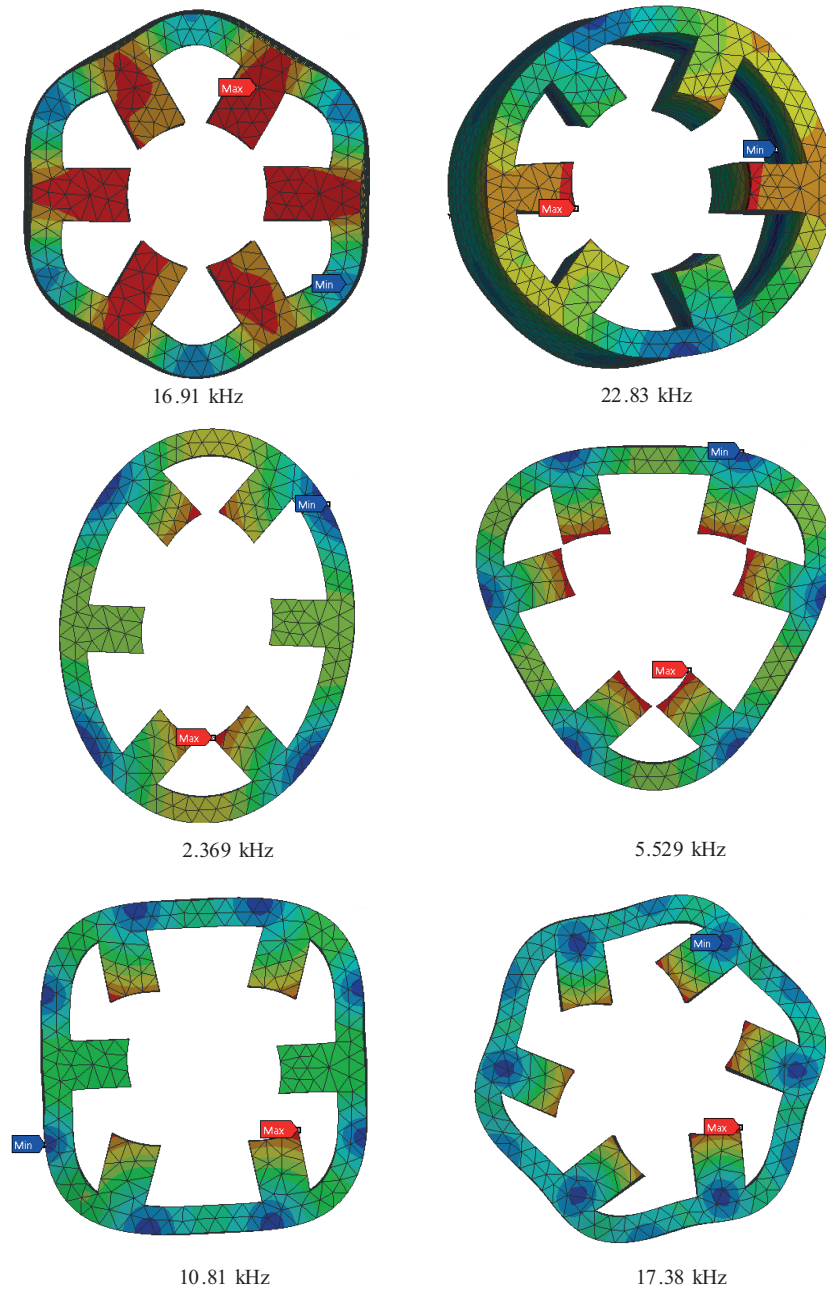 Max
Min
16.91 kHz
Min
Max
22.83 kHz
Min
Max
2.369 kHz
Min
Max
5.529 kHz
Min
Max
10.81 kHz
Min
Max
17.38 kHz